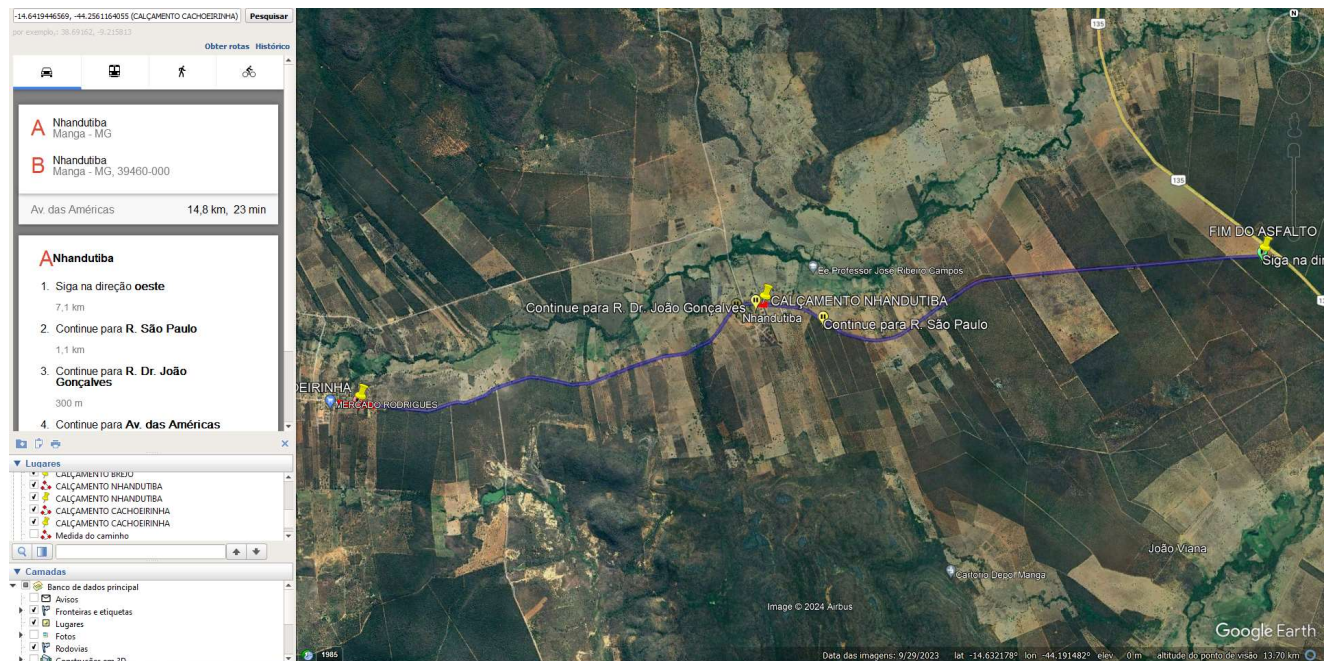 -14.6419446569, -44.2561164055 (CALÇAMENTO CACHOEIRINHA)
Pesquisar
por exemplo.: 38.69162, -9.215813
Obter rotas Histórico
A Nhandutiba
Manga - MG
B Nhandutiba
Manga - MG, 39460-000
Av. das Américas 14,8 km, 23 min
A Nhandutiba
1. Siga na direção oeste
7,1 km
2. Continue para R. São Paulo
1,1 km
3. Continue para R. Dr. João
Gonçalves
300 m
4. Continue para Av. das Américas
Lugares
CALÇAMENTO BREJO
CALÇAMENTO NHANDUTIBA
CALÇAMENTO NHANDUTIBA
CALÇAMENTO CACHOEIRINHA
CALÇAMENTO CACHOEIRINHA
Medida do caminho
Camadas
Banco de dados principal
Avisos
Fronteiras e etiquetas
Lugares
Fotos
Rodovias
Construções em 3D
N
135
135
13
FIM DO ASFALTO
Siga na dir
Ee Professor José Ribeiro Campos
CALÇAMENTO NHANDUTIBA
Continue para R. Dr. João Gonçalves
Nhandutiba
Continue para R. São Paulo
OEIRINHA
MERCADO RODRIGUES
João Viana
Cartório Depol Manga
Image © 2024 Airbus
Google Earth
1985
Data das imagens: 9/29/2023 lat -14.632178° lon -44.191482° elev 0 m altitude do ponto de visão 13.70 km